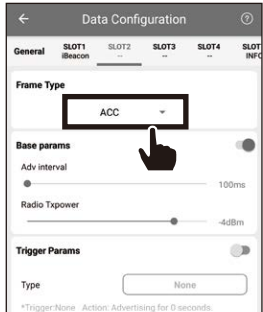 ← Data Configuration ?
General SLOT1 SLOT2 SLOT3 SLOT4 SLOT
iBeacon -- -- -- INFO
Frame Type
ACC
Base params
Adv interval
100ms
Radio Txpower
-4dBm
Trigger Params
Type None
*Trigger:None Action: Advertising for 0 seconds.